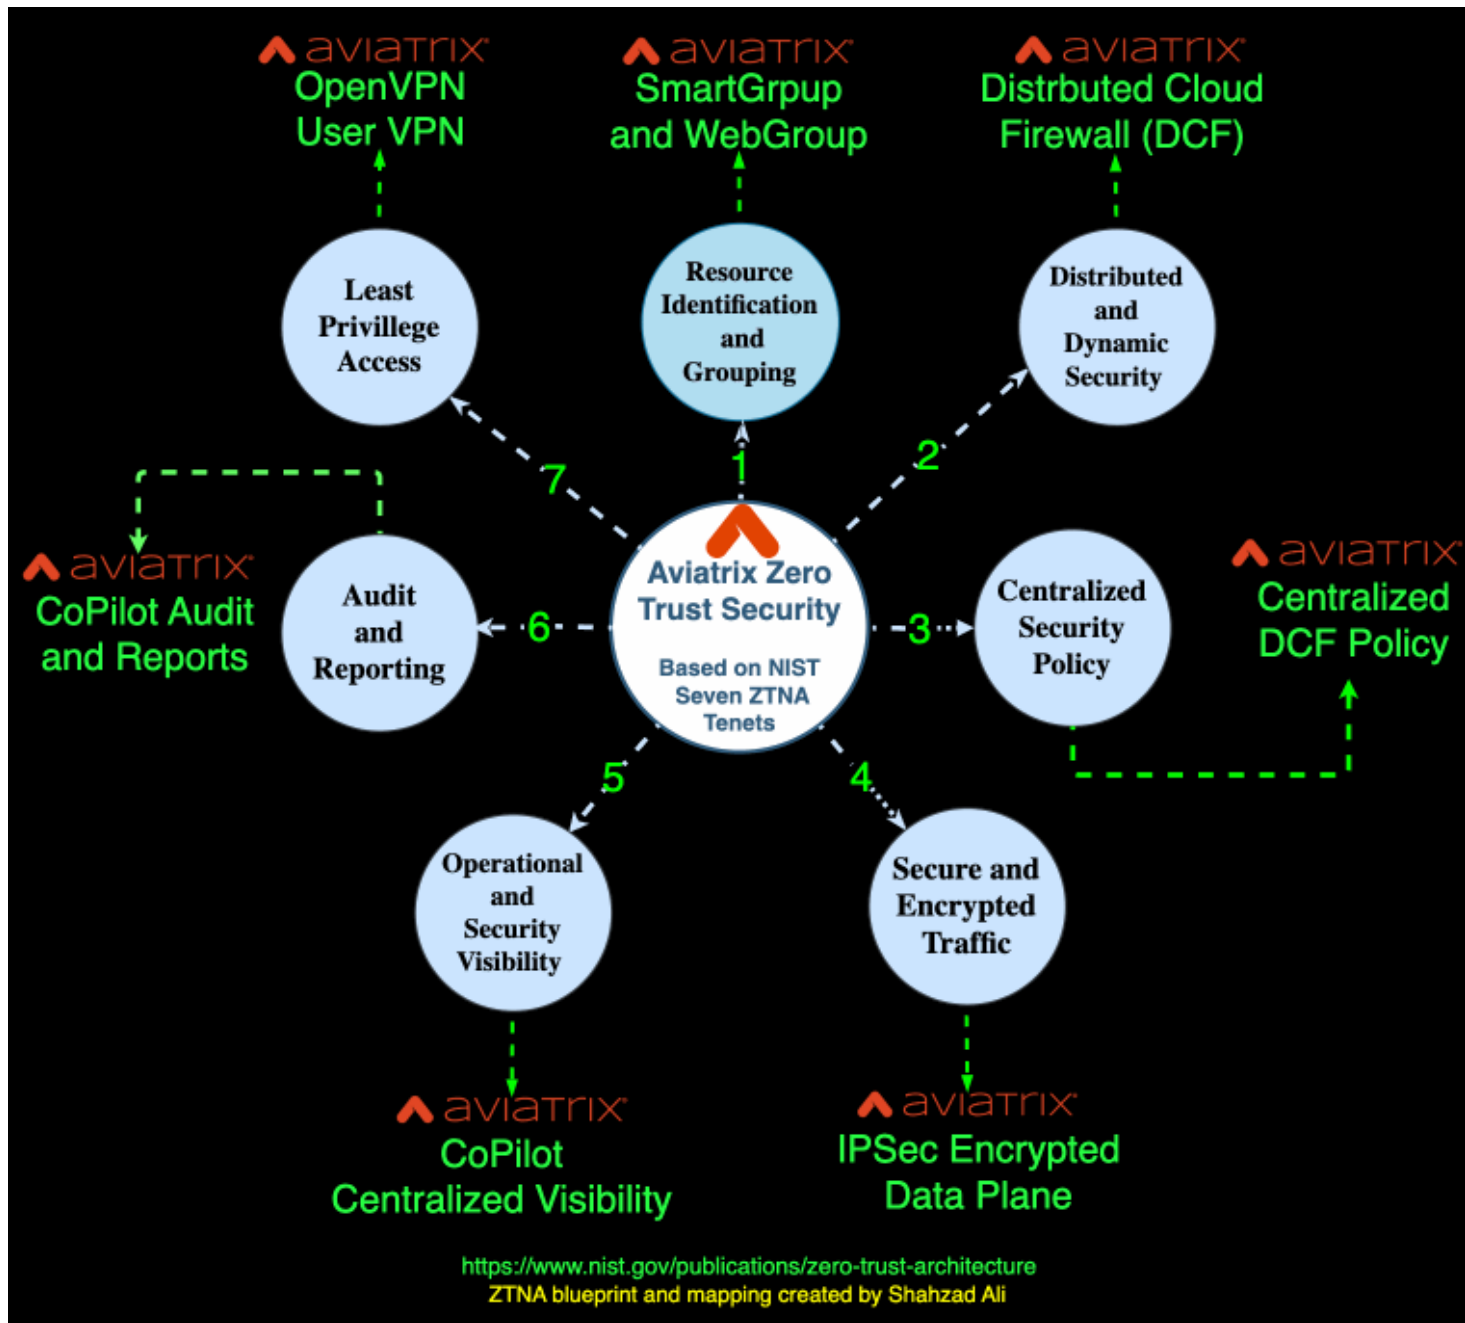 aviatrix
OpenVPN
User VPN
aviatrix
SmartGrpup
and WebGroup
aviatrix
Distrbuted Cloud
Firewall (DCF)
Least
Privillege
Access
Resource
Identification
and
Grouping
Distributed
and
Dynamic
Security
7
1
2
aviatrix
CoPilot Audit
and Reports
Audit
and
Reporting
6
Aviatrix Zero
Trust Security
Based on NIST
Seven ZTNA
Tenets
3
Centralized
Security
Policy
aviatrix
Centralized
DCF Policy
5
4
Operational
and
Security
Visibility
Secure and
Encrypted
Traffic
aviatrix
CoPilot
Centralized Visibility
aviatrix
IPSec Encrypted
Data Plane
https://www.nist.gov/publications/zero-trust-architecture
ZTNA blueprint and mapping created by Shahzad Ali